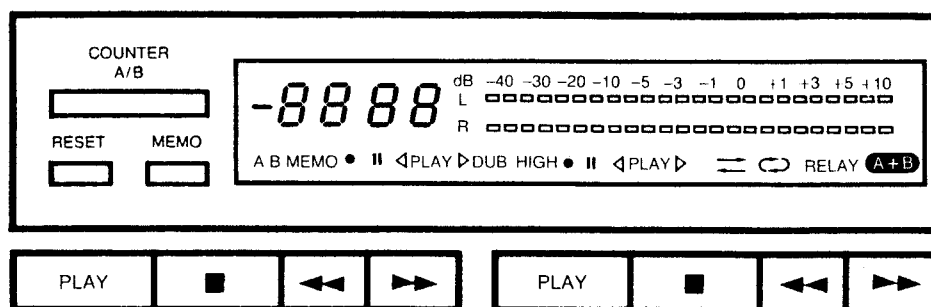 COUNTER
A/B
RESET MEMO
-8888
dB -40 -30 -20 -10 -5 -3 -1 0 +1 +3 +5 +10
L
R
A B MEMO ● II ◁PLAY▷ DUB HIGH ● II ◁PLAY▷ RELAY A+B
PLAY ■ ◀◀ ▶▶ PLAY ■ ◀◀ ▶▶